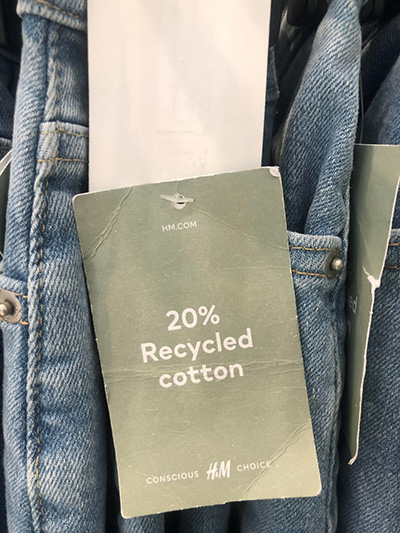 HM.COM
20%
Recycled
cotton
CONSCIOUS H&M CHOICE